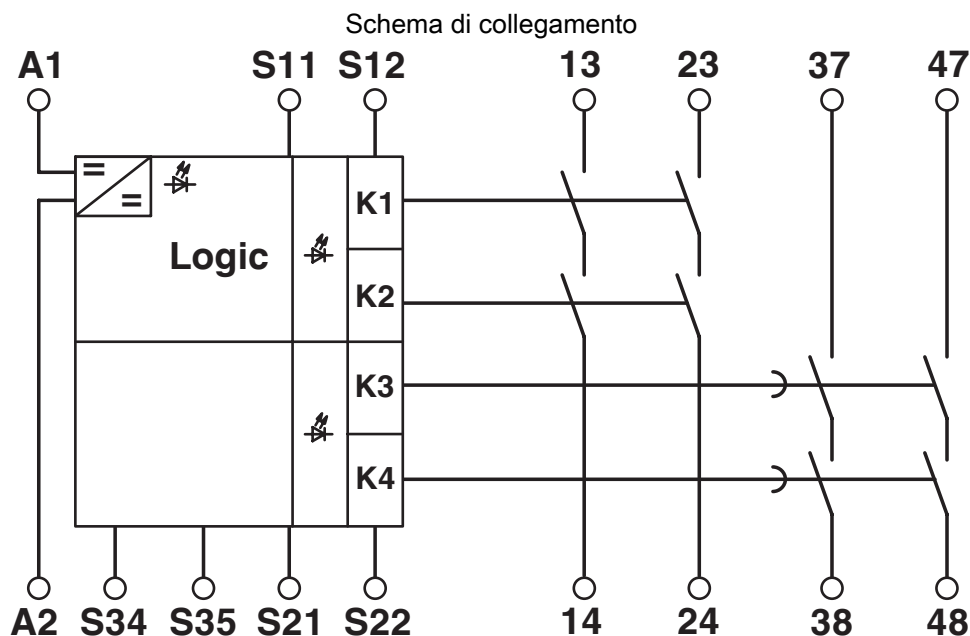 Schema di collegamento
A1 S11 S12 13 23 37 47
K1
Logic
K2
K3
K4
A2 S34 S35 S21 S22 14 24 38 48